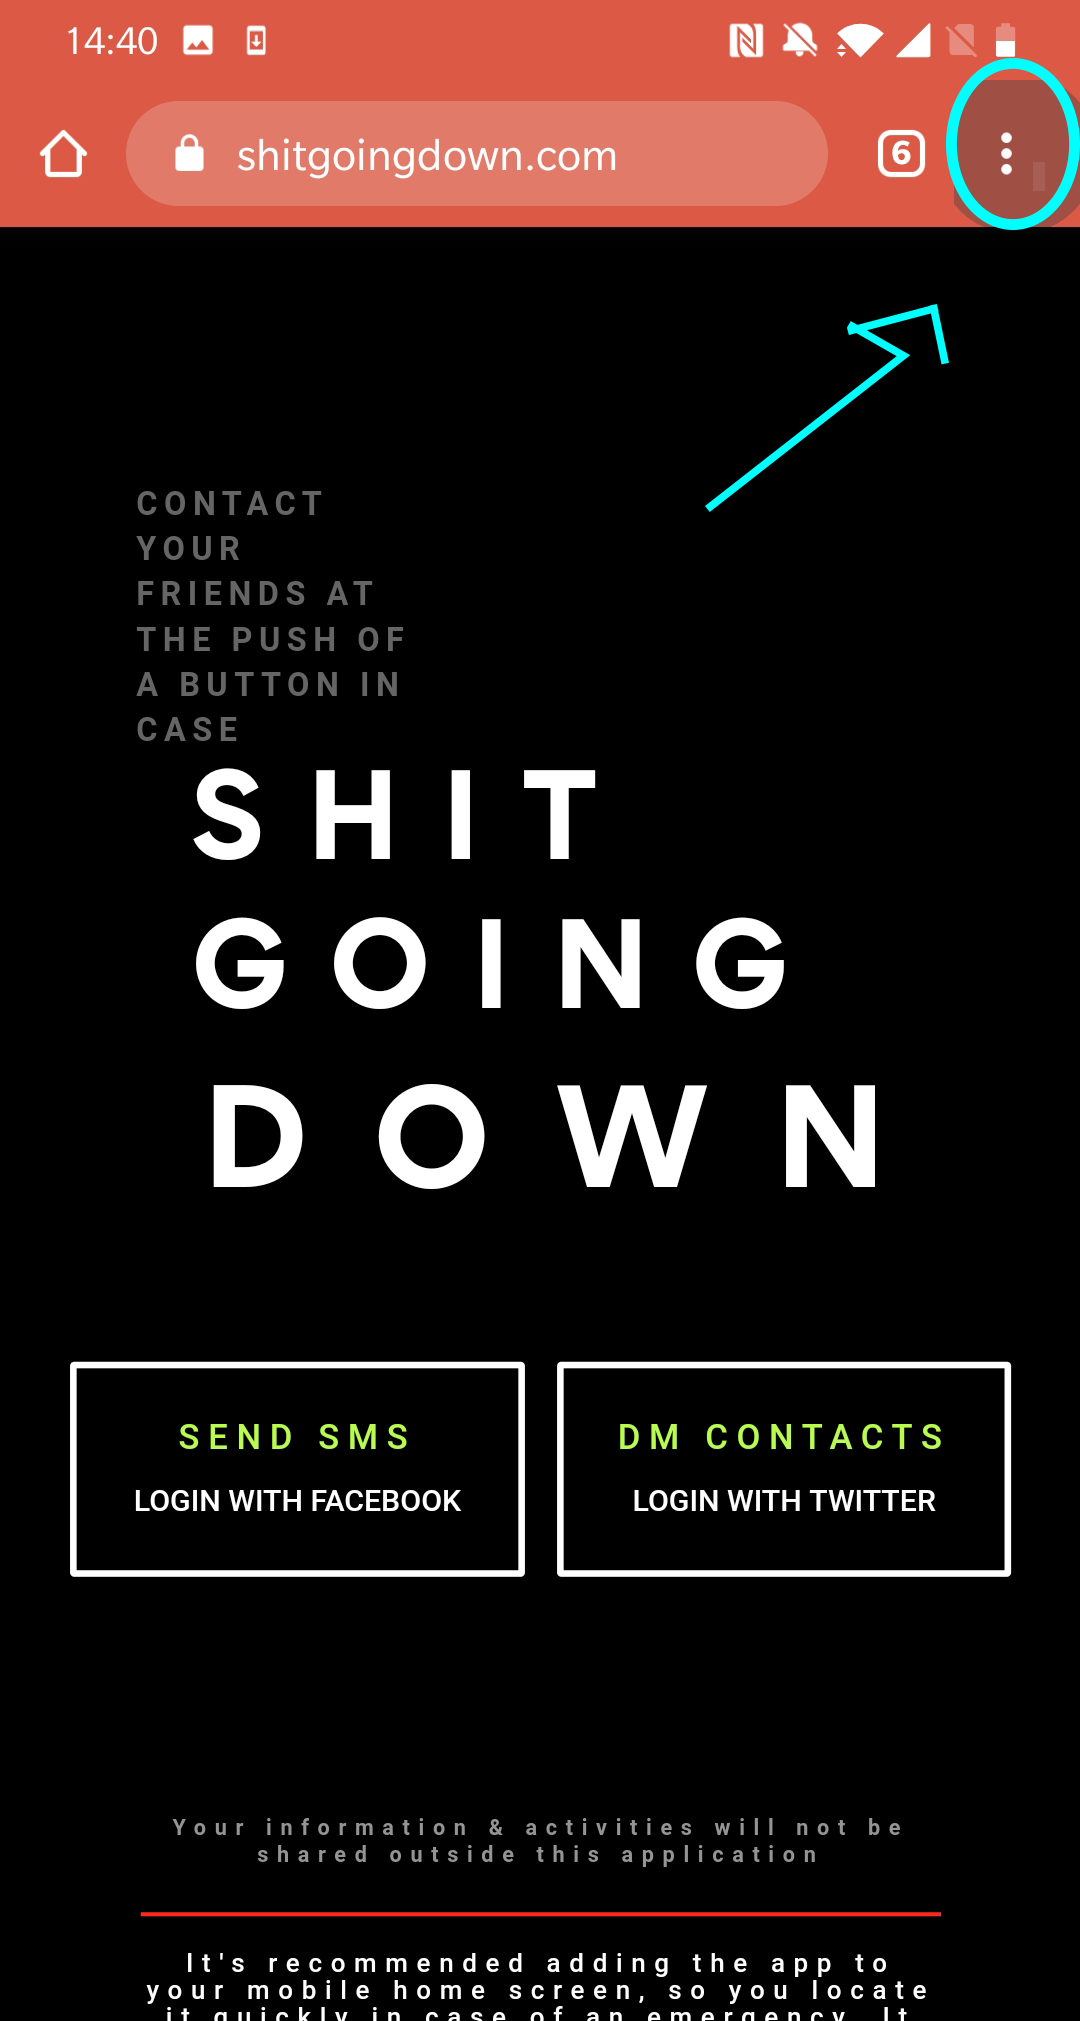 14:40
shitgoingdown.com
6
CONTACT
YOUR
FRIENDS AT
THE PUSH OF
A BUTTON IN
CASE
SHIT
GOING
DOWN
SEND SMS
DM CONTACTS
LOGIN WITH FACEBOOK
LOGIN WITH TWITTER
Your information & activities will not be
shared outside this application
It's recommended adding the app to
your mobile home screen, so you locate
it quickly in case of an emergency. It